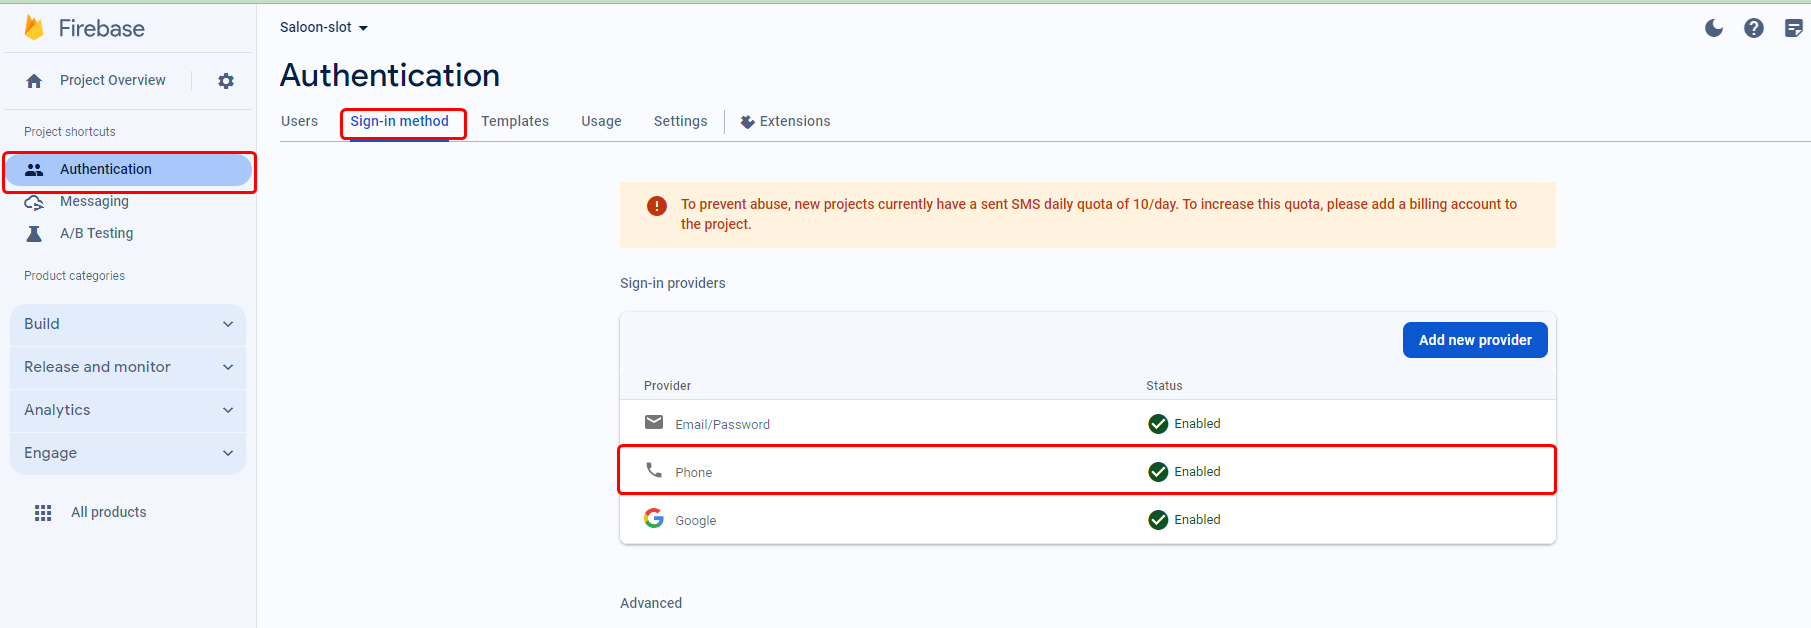 Firebase
Project Overview
Project shortcuts
Authentication
Messaging
A/B Testing
Product categories
Build
Release and monitor
Analytics
Engage
All products
Saloon-slot
Authentication
Users Sign-in method Templates Usage Settings Extensions
To prevent abuse, new projects currently have a sent SMS daily quota of 10/day. To increase this quota, please add a billing account to
the project.
Sign-in providers
Add new provider
Provider Status
Email/Password Enabled
Phone Enabled
Google Enabled
Advanced